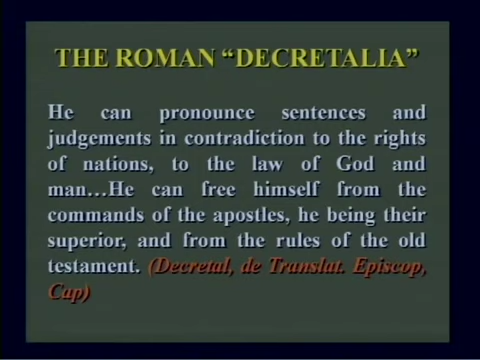 THE ROMAN “DECRETALIA”
He can pronounce sentences and
judgements in contradiction to the rights
of nations, to the law of God and
man…He can free himself from the
commands of the apostles, he being their
superior, and from the rules of the old
testament. (Decretal, de Translat. Episcop,
Cap)